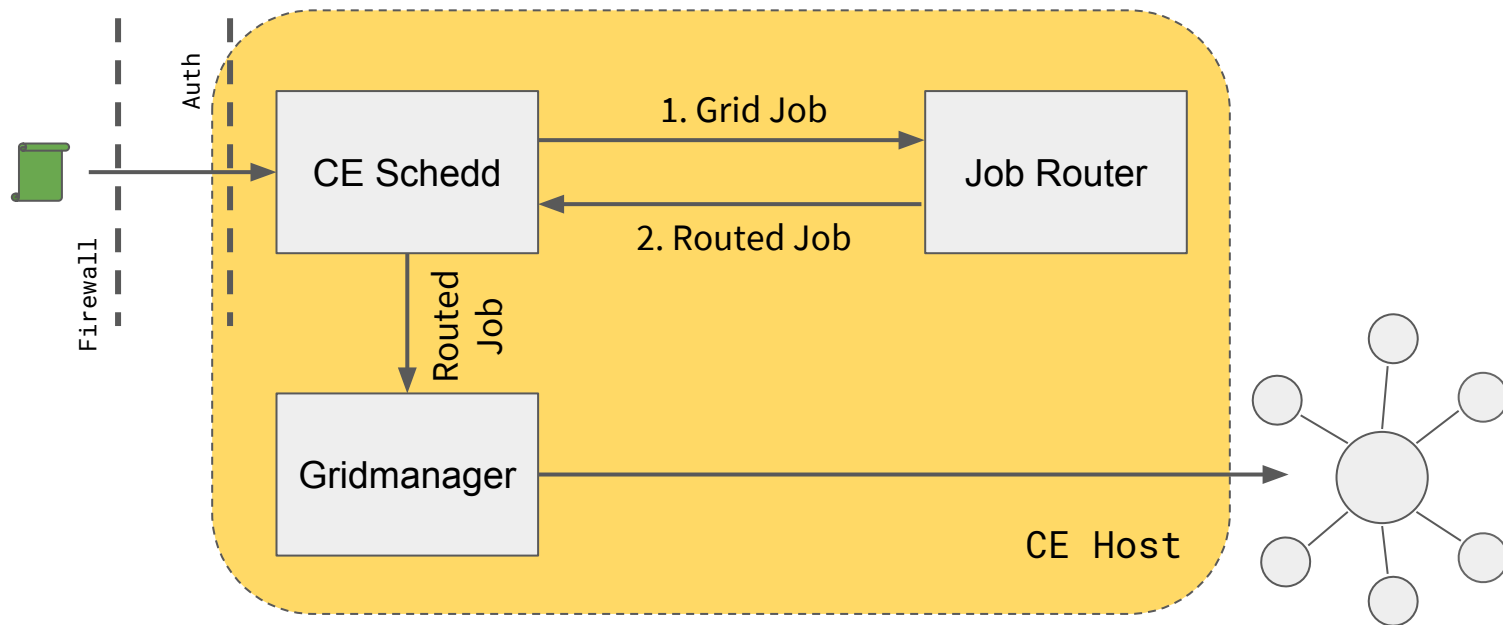 Firewall
Auth
CE Schedd
1. Grid Job
Job Router
2. Routed Job
Routed
Job
Gridmanager
CE Host